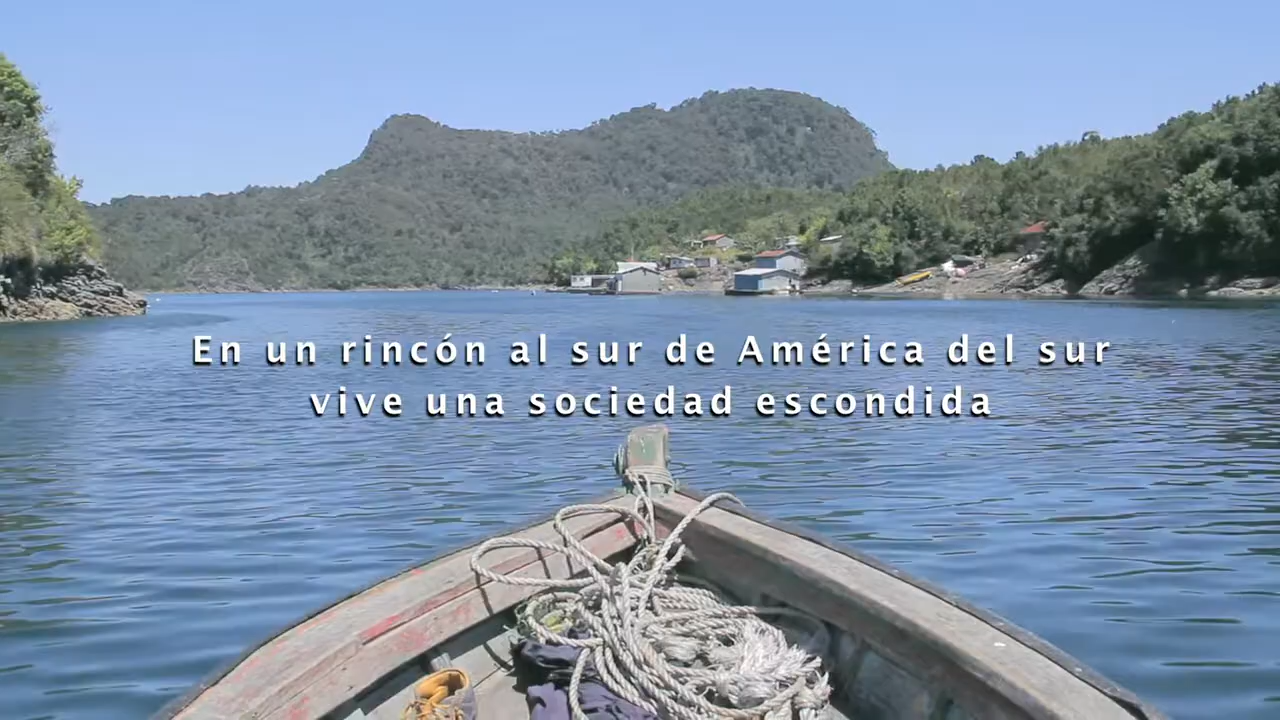 En un rincón al sur de América del sur
vive una sociedad escondida